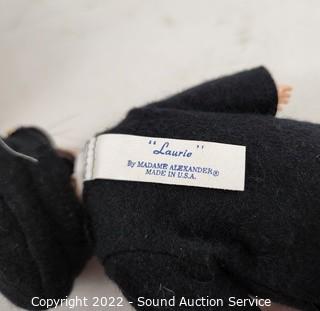 "Laurie"
By MADAME ALEXANDER®
MADE IN U.S.A.
Copyright 2022 - Sound Auction Service